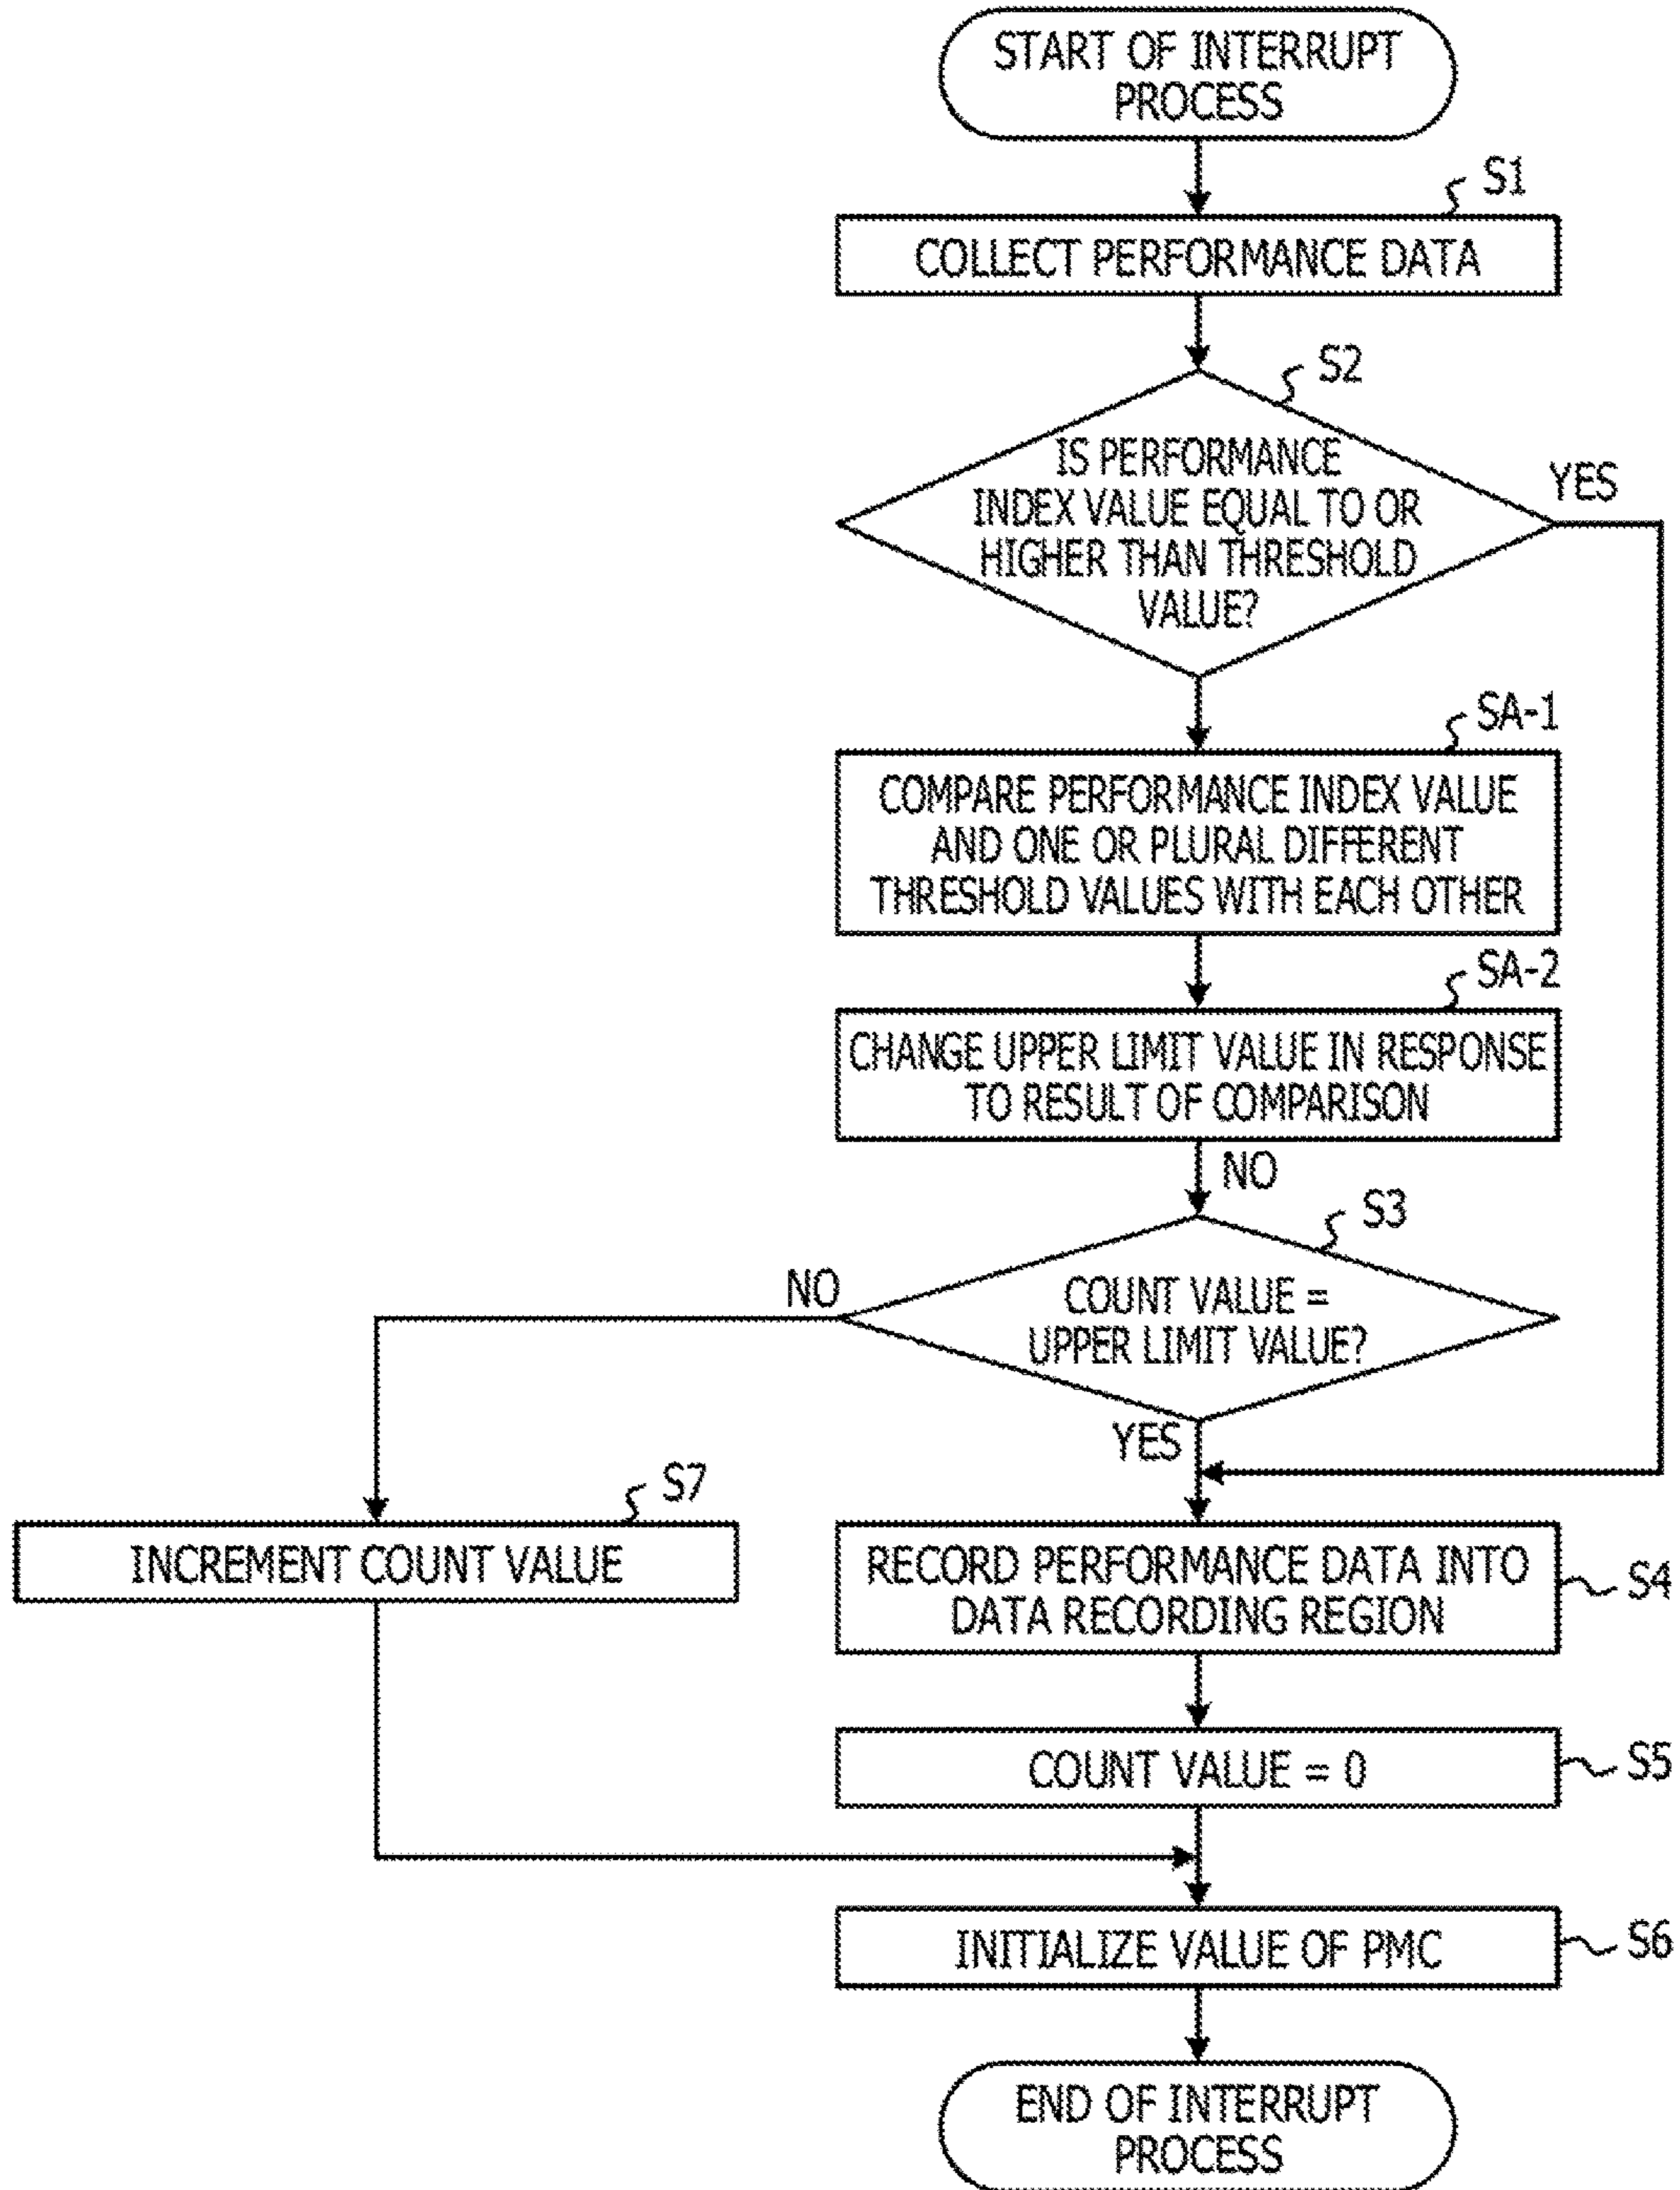 START OF INTERRUPT
PROCESS
S1
COLLECT PERFORMANCE DATA
S2
IS PERFORMANCE
INDEX VALUE EQUAL TO OR
HIGHER THAN THRESHOLD
VALUE?
YES
SA-1
COMPARE PERFORMANCE INDEX VALUE
AND ONE OR PLURAL DIFFERENT
THRESHOLD VALUES WITH EACH OTHER
SA-2
CHANGE UPPER LIMIT VALUE IN RESPONSE
TO RESULT OF COMPARISON
NO
S3
NO
COUNT VALUE =
UPPER LIMIT VALUE?
YES
S7
INCREMENT COUNT VALUE
RECORD PERFORMANCE DATA INTO
DATA RECORDING REGION
S4
COUNT VALUE = 0
S5
INITIALIZE VALUE OF PMC
S6
END OF INTERRUPT
PROCESS